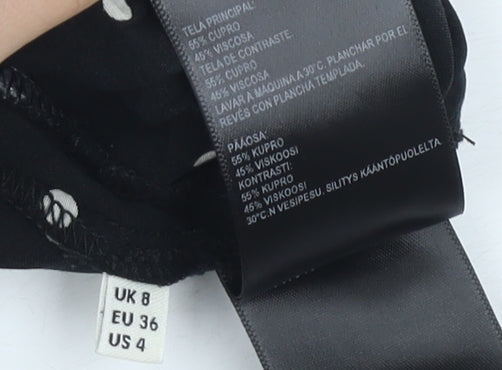 TELA PRINCIPAL:
55% CUPRO
45% VISCOSA
TELA DE CONTRASTE.
55% CUPRO
45% VISCOSA
LAVAR A MAQUINA A 30°C. PLANCHAR POR EL
REVÉS CON PLANCHA TEMPLADA.
PÄÄOSA:
55% KUPRO
45% VISKOOSI
KONTRASTI:
55% KUPRO
45% VISKOOSI
30°C.N VESIPESU. SILITYS KÄÄNTÖPUOLELTA.
UK 8
EU 36
US 4